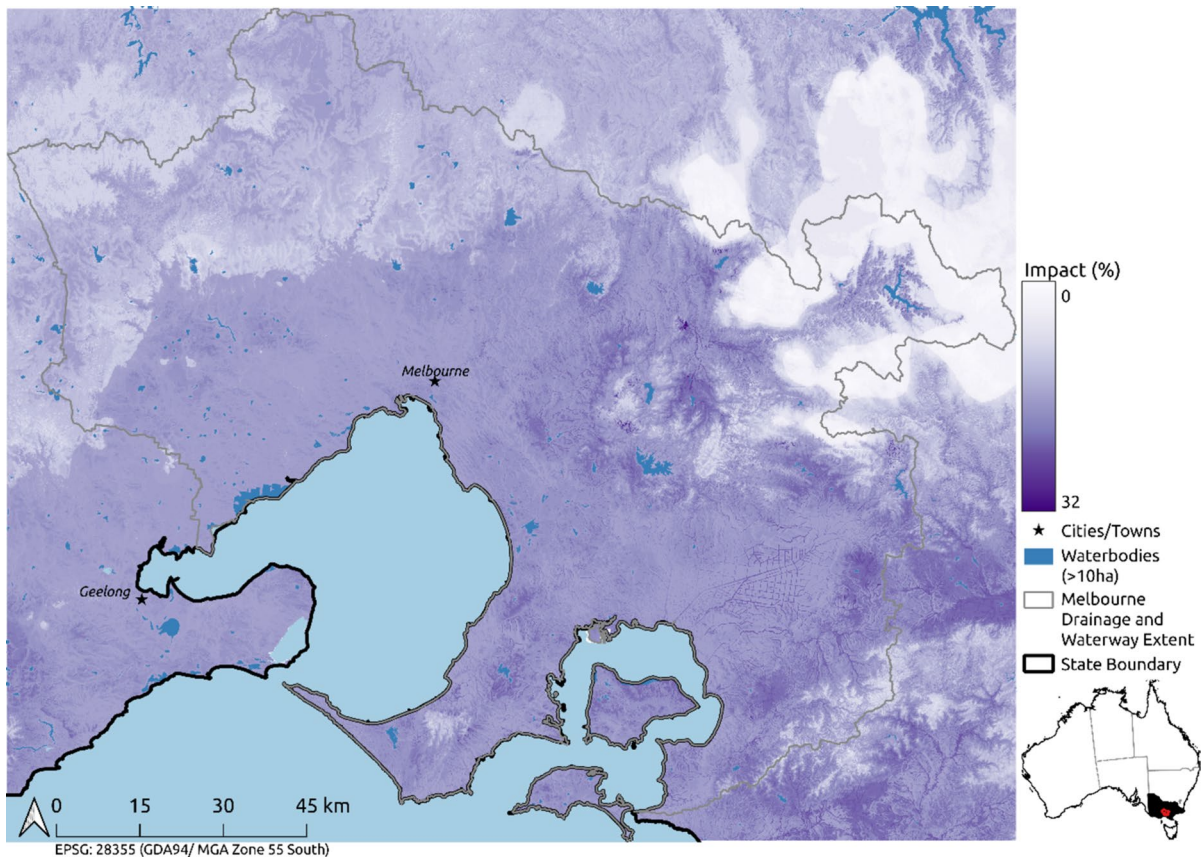 Melbourne
Geelong
0 15 30 45 km
EPSG: 28355 (GDA94/ MGA Zone 55 South)
Impact (%)
0
32
Cities/Towns
Waterbodies
(>10ha)
Melbourne
Drainage and
Waterway Extent
State Boundary